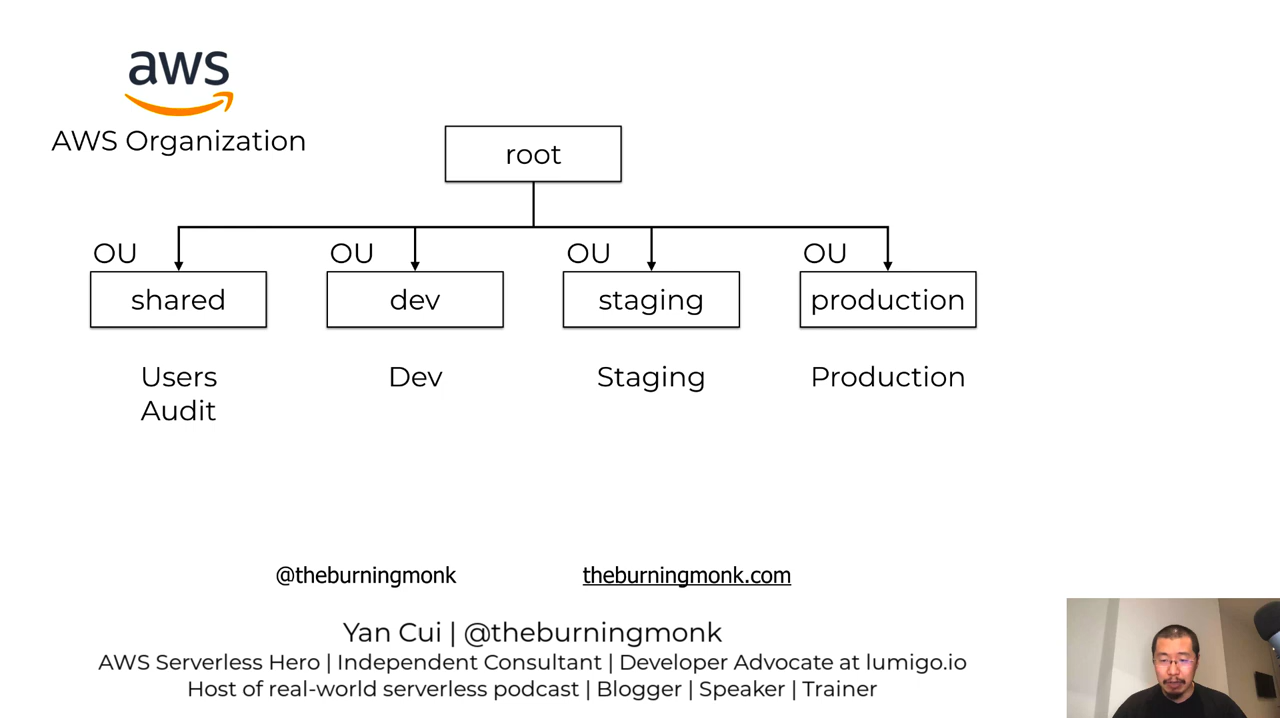 aws
AWS Organization
root
OU
OU
OU
OU
shared
dev
staging
production
Users
Audit
Dev
Staging
Production
@theburningmonk
theburningmonk.com
Yan Cui | @theburningmonk
AWS Serverless Hero | Independent Consultant | Developer Advocate at lumigo.io
Host of real-world serverless podcast | Blogger | Speaker | Trainer